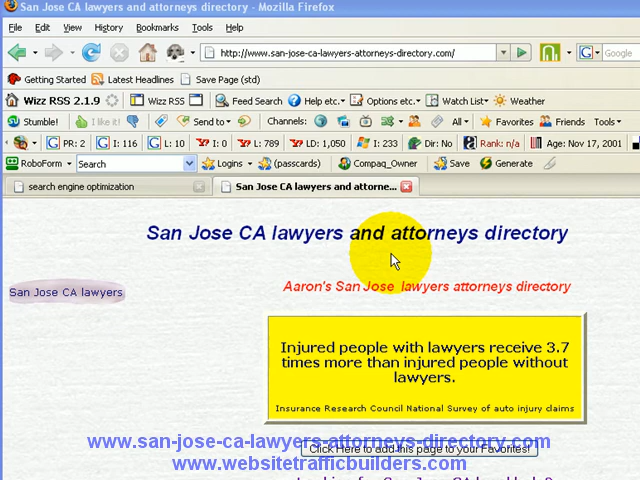 San Jose CA lawyers and attorneys directory - Mozilla Firefox
File Edit View History Bookmarks Tools Help
http://www.san-jose-ca-lawyers-attorneys-directory.com/ G Google
Getting Started Latest Headlines Save Page (std)
Wizz RSS 2.1.9 Wizz RSS Feed Search Help etc. Options etc. Watch List Weather
Stumble! I like it! Send to Channels: All Favorites Friends Tools
PR: 2 I: 116 L: 10 I: 0 L: 789 LD: 1,050 I: 233 Dir: No Rank: n/a Age: Nov 17, 2001
RoboForm Search Logins (passcards) Compaq_Owner Save Generate
search engine optimization San Jose CA lawyers and attorne...
San Jose CA lawyers and attorneys directory
San Jose CA lawyers
Aaron's San Jose lawyers attorneys directory
Injured people with lawyers receive 3.7
times more than injured people without
lawyers.
Insurance Research Council National Survey of auto injury claims
Click Here to add this page to your Favorites!
www.san-jose-ca-lawyers-attorneys-directory.com
www.websitetrafficbuilders.com